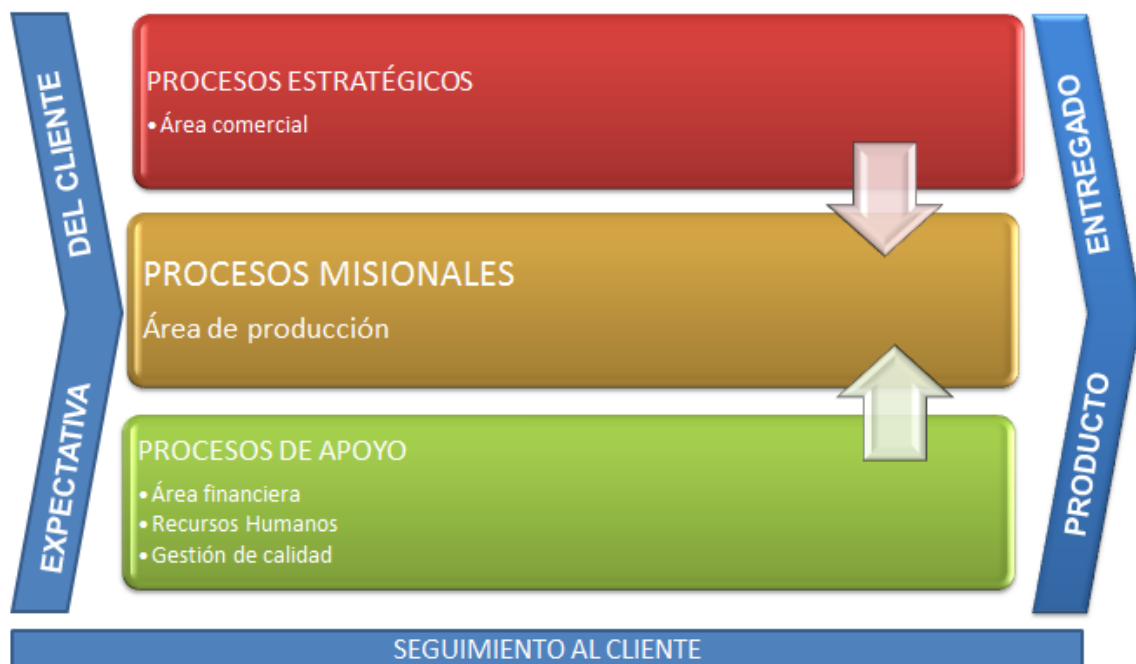 EXPECTATIVA DEL CLIENTE
PROCESOS ESTRATÉGICOS
• Área comercial
PROCESOS MISIONALES
Área de producción
PROCESOS DE APOYO
• Área financiera
• Recursos Humanos
• Gestión de calidad
PRODUCTO ENTREGADO
SEGUIMIENTO AL CLIENTE